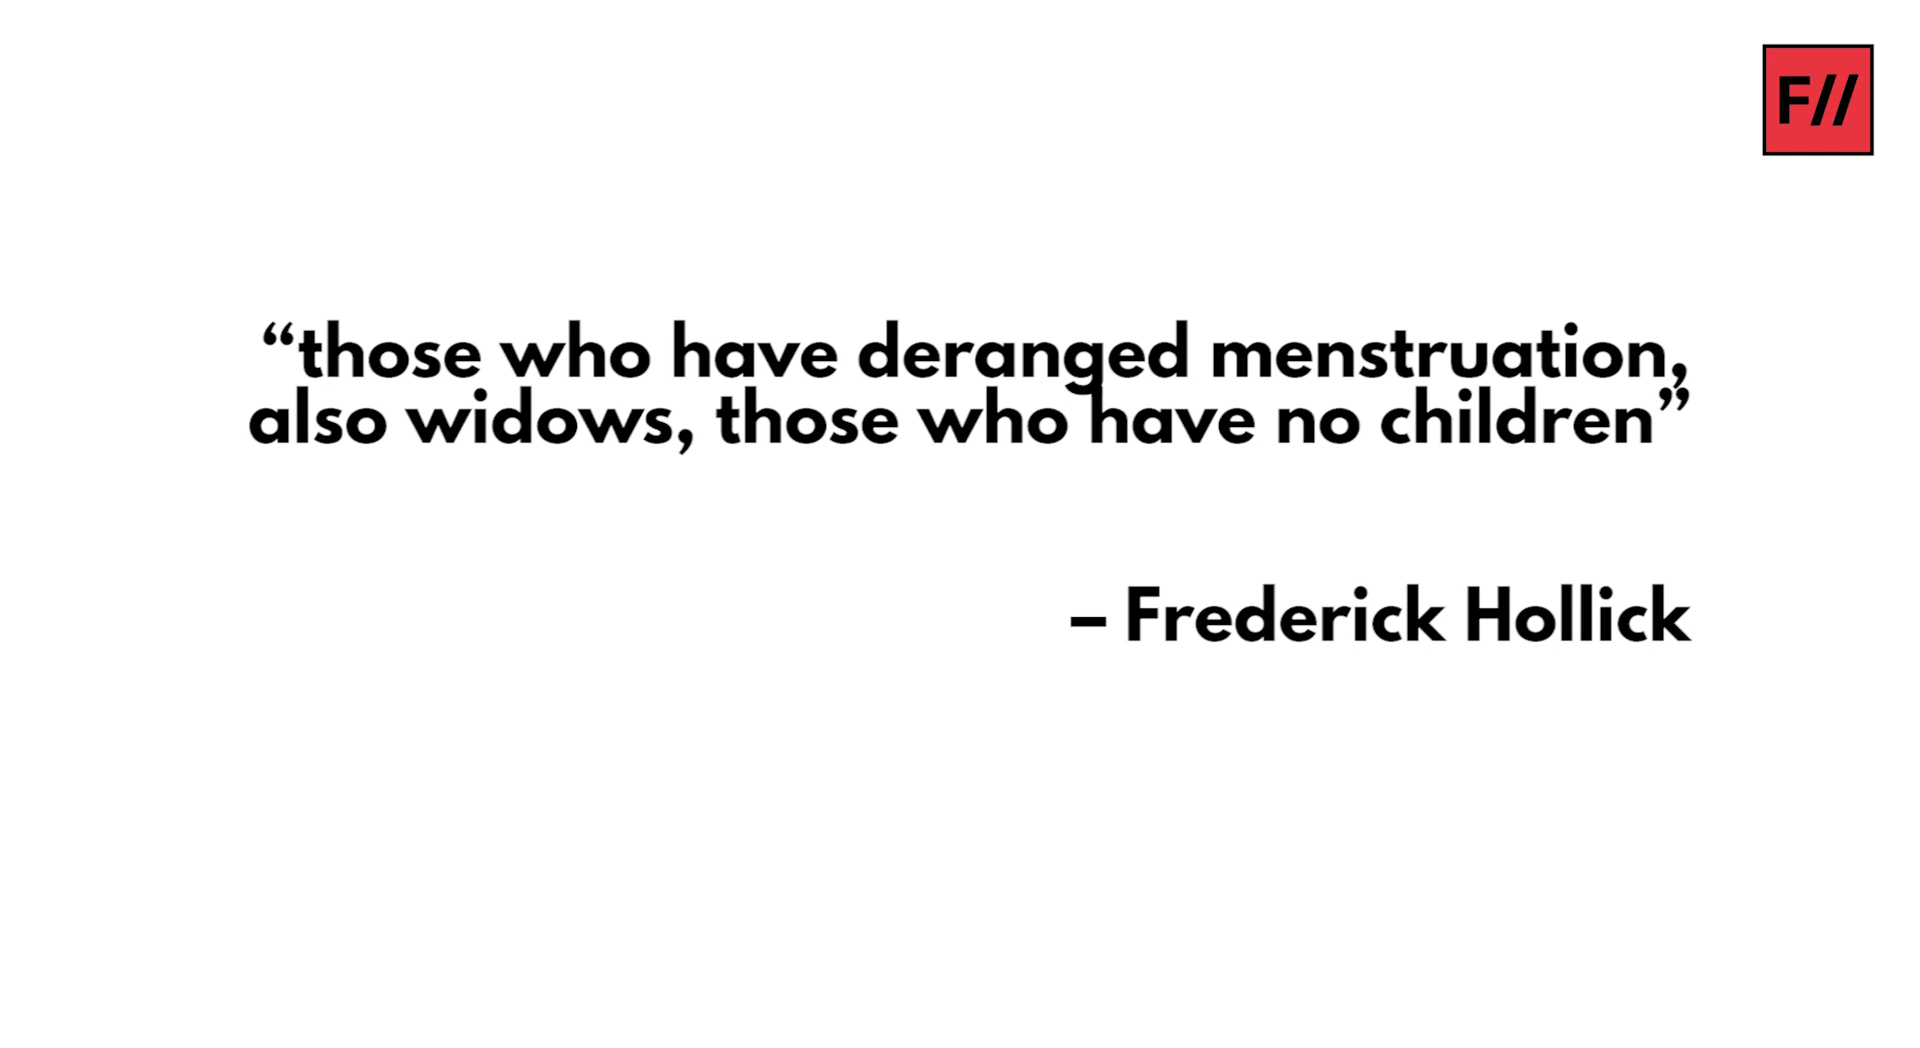 F//
“those who have deranged menstruation,
also widows, those who have no children”
– Frederick Hollick